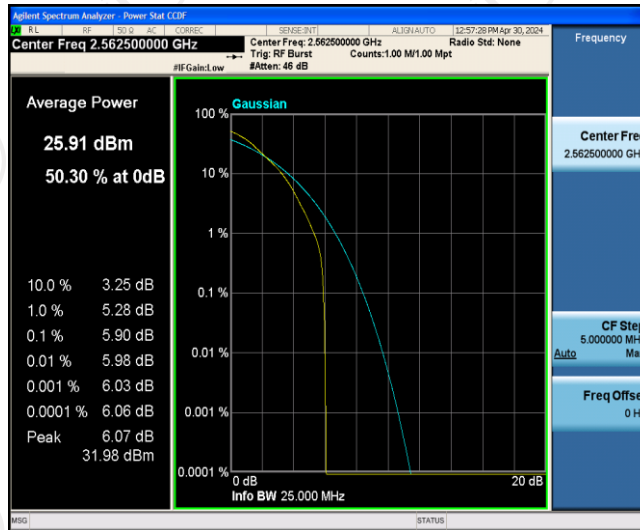 Agilent Spectrum Analyzer - Power Stat CCDF
RL RF 50 Ω AC CORREC SENSE:INT ALIGNAUTO 12:57:28 PM Apr 30, 2024
Center Freq 2.562500000 GHz
Center Freq: 2.562500000 GHz
Radio Std: None
Trig: RF Burst
Counts:1.00 M/1.00 Mpt
#IFGain:Low
#Atten: 46 dB
Frequency
Average Power
25.91 dBm
50.30 % at 0dB
10.0 % 3.25 dB
1.0 % 5.28 dB
0.1 % 5.90 dB
0.01 % 5.98 dB
0.001 % 6.03 dB
0.0001 % 6.06 dB
Peak 6.07 dB
31.98 dBm
Gaussian
100 %
10 %
1 %
0.1 %
0.01 %
0.001 %
0.0001 %
0 dB
20 dB
Info BW 25.000 MHz
Center Fre
2.562500000 GH
CF Step
5.000000 MH
Auto Ma
Freq Offse
0 H
MSG
STATUS